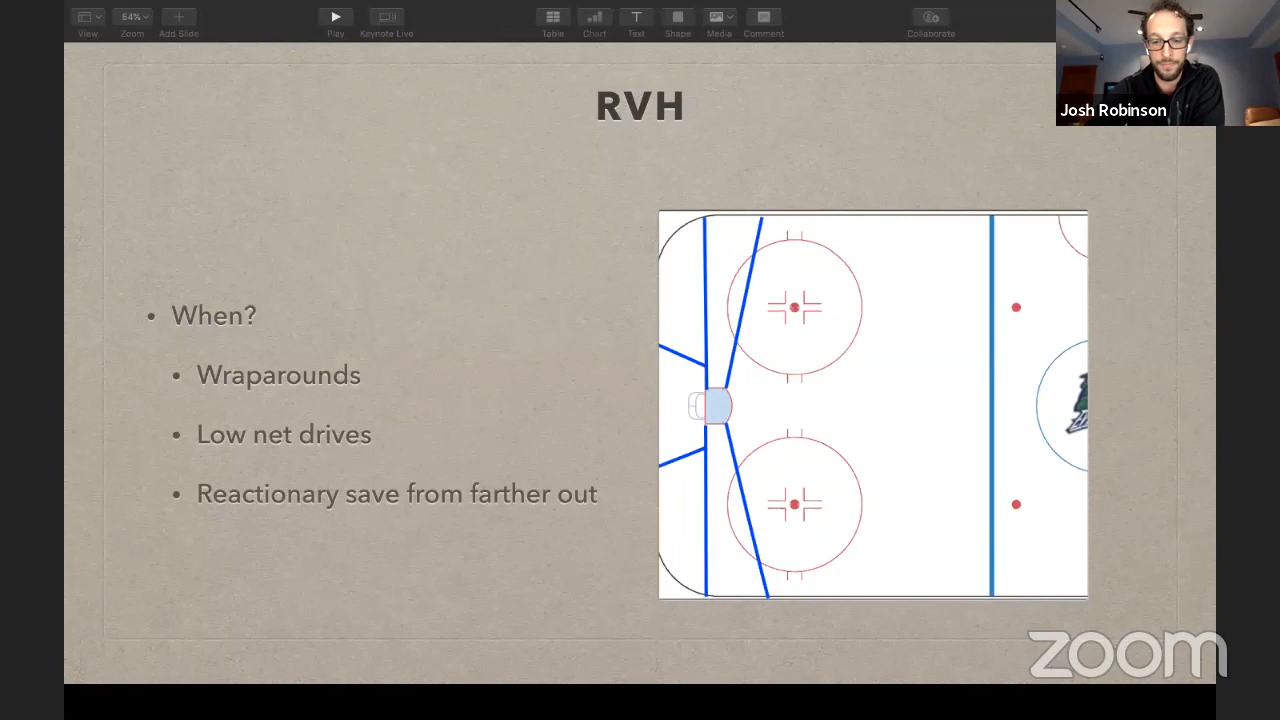 54%
View
Zoom
Add Slide
Play
Keynote Live
Table
Chart
Text
Shape
Media
Comment
Collaborate
Josh Robinson
RVH
• When?
• Wraparounds
• Low net drives
• Reactionary save from farther out
zoom